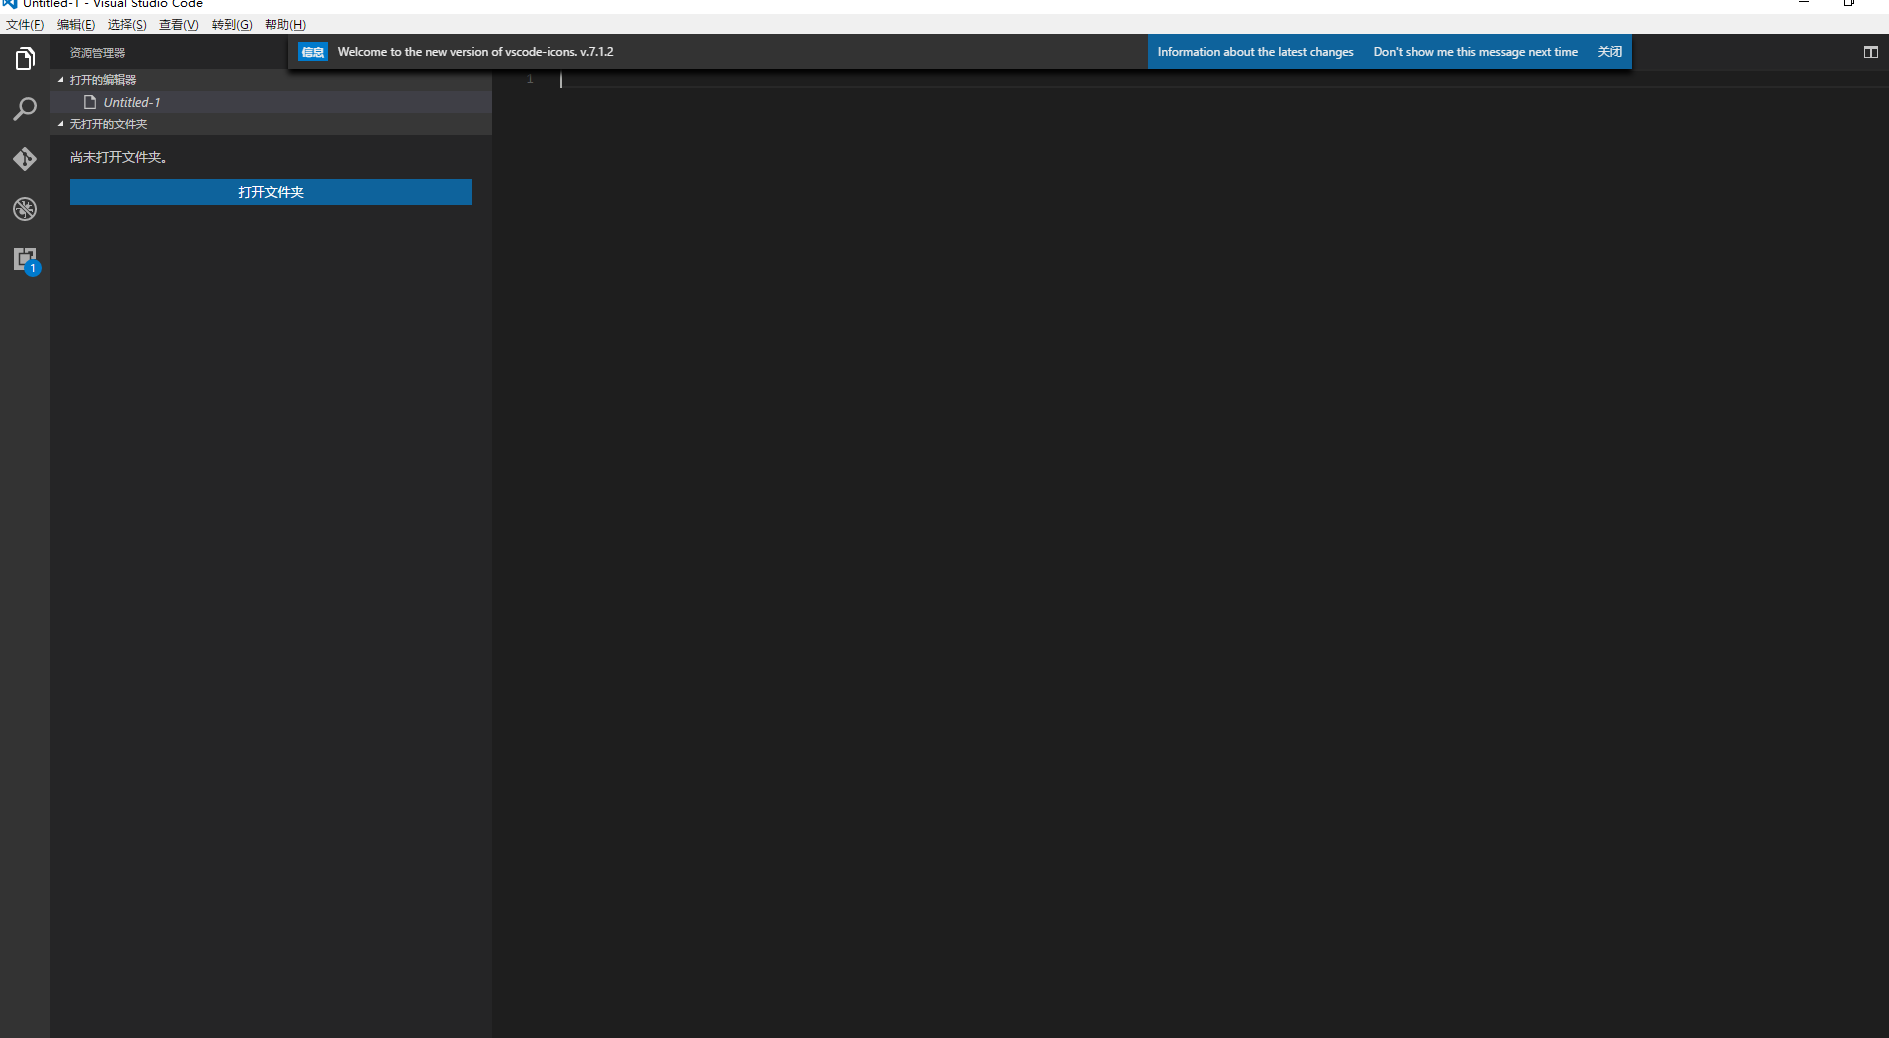 Untitled-1 - Visual Studio Code
文件(F) 编辑(E) 选择(S) 查看(V) 转到(G) 帮助(H)
资源管理器
信息 Welcome to the new version of vscode-icons. v.7.1.2
Information about the latest changes Don't show me this message next time 关闭
打开的编辑器
1
Untitled-1
无打开的文件夹
尚未打开文件夹。
打开文件夹
1